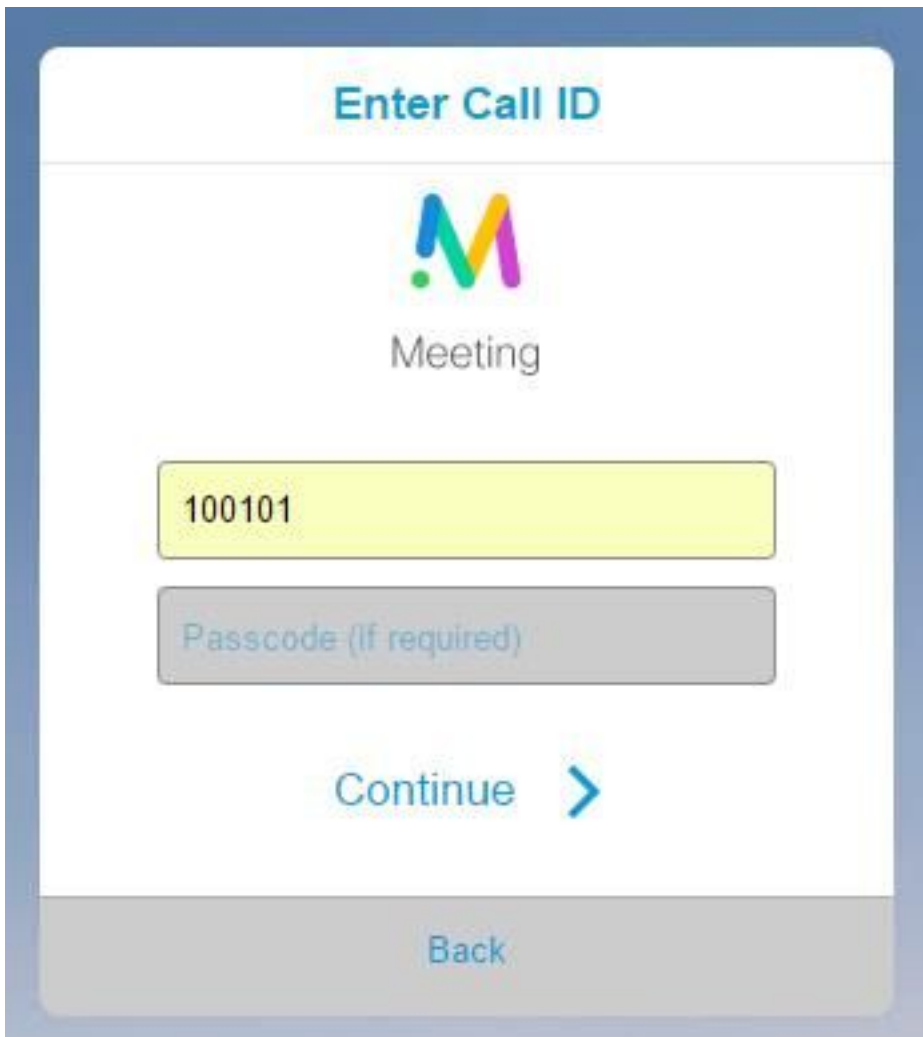 Enter Call ID
Meeting
100101
Passcode (if required)
Continue
Back